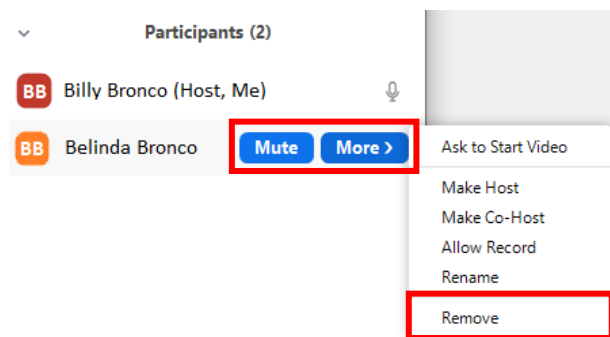 Participants (2)
BB Billy Bronco (Host, Me)
BB Belinda Bronco Mute More >
Ask to Start Video
Make Host
Make Co-Host
Allow Record
Rename
Remove